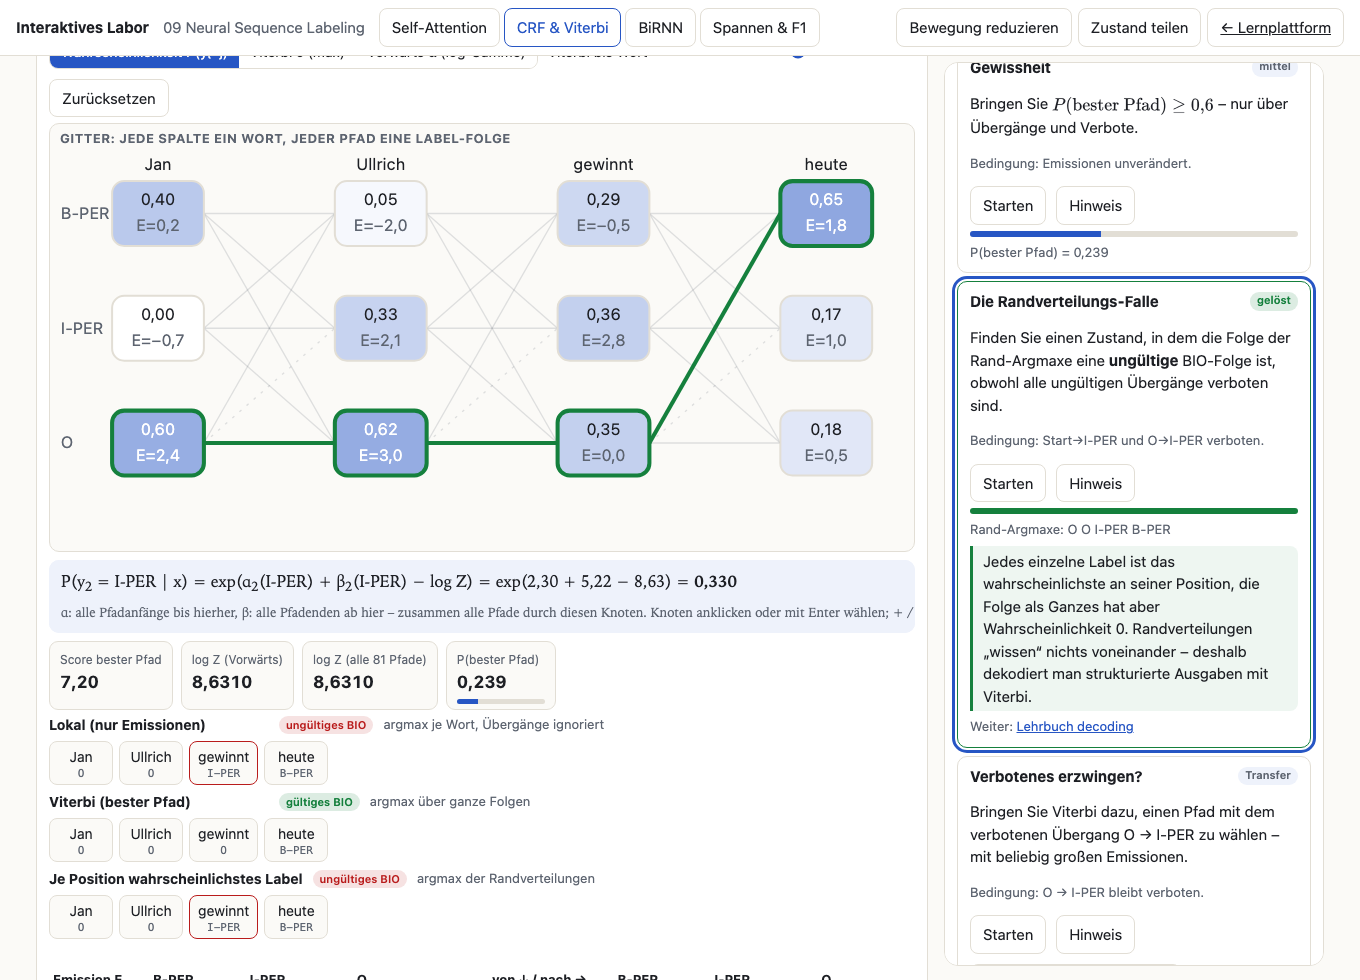 Interaktives Labor 09 Neural Sequence Labeling Self-Attention CRF & Viterbi BiRNN Spannen & F1 Bewegung reduzieren Zustand teilen ← Lernplattform
Zurücksetzen
GITTER: JEDE SPALTE EIN WORT, JEDER PFAD EINE LABEL-FOLGE
Jan Ullrich gewinnt heute
B-PER
0,40 0,05 0,29 0,65
E=0,2 E=−2,0 E=−0,5 E=1,8
I-PER
0,00 0,33 0,36 0,17
E=−0,7 E=2,1 E=2,8 E=1,0
O
0,60 0,62 0,35 0,18
E=2,4 E=3,0 E=0,0 E=0,5
P(y₂ = I-PER | x) = exp(α₂(I-PER) + β₂(I-PER) − log Z) = exp(2,30 + 5,22 − 8,63) = 0,330
α: alle Pfadanfänge bis hierher, β: alle Pfadenden ab hier – zusammen alle Pfade durch diesen Knoten. Knoten anklicken oder mit Enter wählen; + /
Score bester Pfad log Z (Vorwärts) log Z (alle 81 Pfade) P(bester Pfad)
7,20 8,6310 8,6310 0,239
Lokal (nur Emissionen) ungültiges BIO argmax je Wort, Übergänge ignoriert
Jan Ullrich gewinnt heute
O O I-PER B-PER
Viterbi (bester Pfad) gültiges BIO argmax über ganze Folgen
Jan Ullrich gewinnt heute
O O O B-PER
Je Position wahrscheinlichstes Label ungültiges BIO argmax der Randverteilungen
Jan Ullrich gewinnt heute
O O I-PER B-PER
Emission E B-PER I-PER O von ↓ / nach → B-PER I-PER O
Gewissheit mittel
Bringen Sie P(bester Pfad) ≥ 0,6 – nur über
Übergänge und Verbote.
Bedingung: Emissionen unverändert.
Starten Hinweis
P(bester Pfad) = 0,239
Die Randverteilungs-Falle gelöst
Finden Sie einen Zustand, in dem die Folge der
Rand-Argmaxe eine ungültige BIO-Folge ist,
obwohl alle ungültigen Übergänge verboten
sind.
Bedingung: Start→I-PER und O→I-PER verboten.
Starten Hinweis
Rand-Argmaxe: O O I-PER B-PER
Jedes einzelne Label ist das
wahrscheinlichste an seiner Position, die
Folge als Ganzes hat aber
Wahrscheinlichkeit 0. Randverteilungen
„wissen“ nichts voneinander – deshalb
dekodiert man strukturierte Ausgaben mit
Viterbi.
Weiter: Lehrbuch decoding
Verbotenes erzwingen? Transfer
Bringen Sie Viterbi dazu, einen Pfad mit dem
verbotenen Übergang O → I-PER zu wählen –
mit beliebig großen Emissionen.
Bedingung: O → I-PER bleibt verboten.
Starten Hinweis